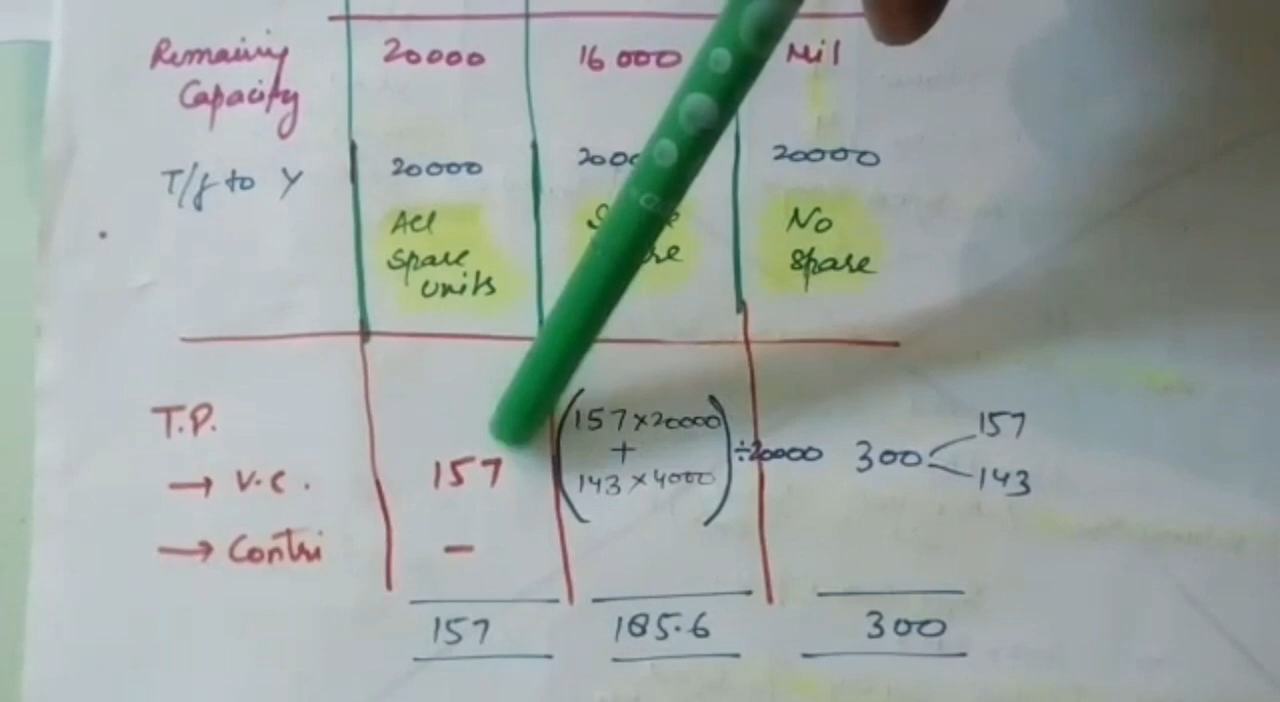 Remaining 20000 16000 Nil
Capacity
T/f to Y 20000 20000
All No
Spare spare
units
T.P. 157×20000 157
+ ÷20000 300
→ V.C. 157 143×4000 143
→ Contri –
157 185.6 300